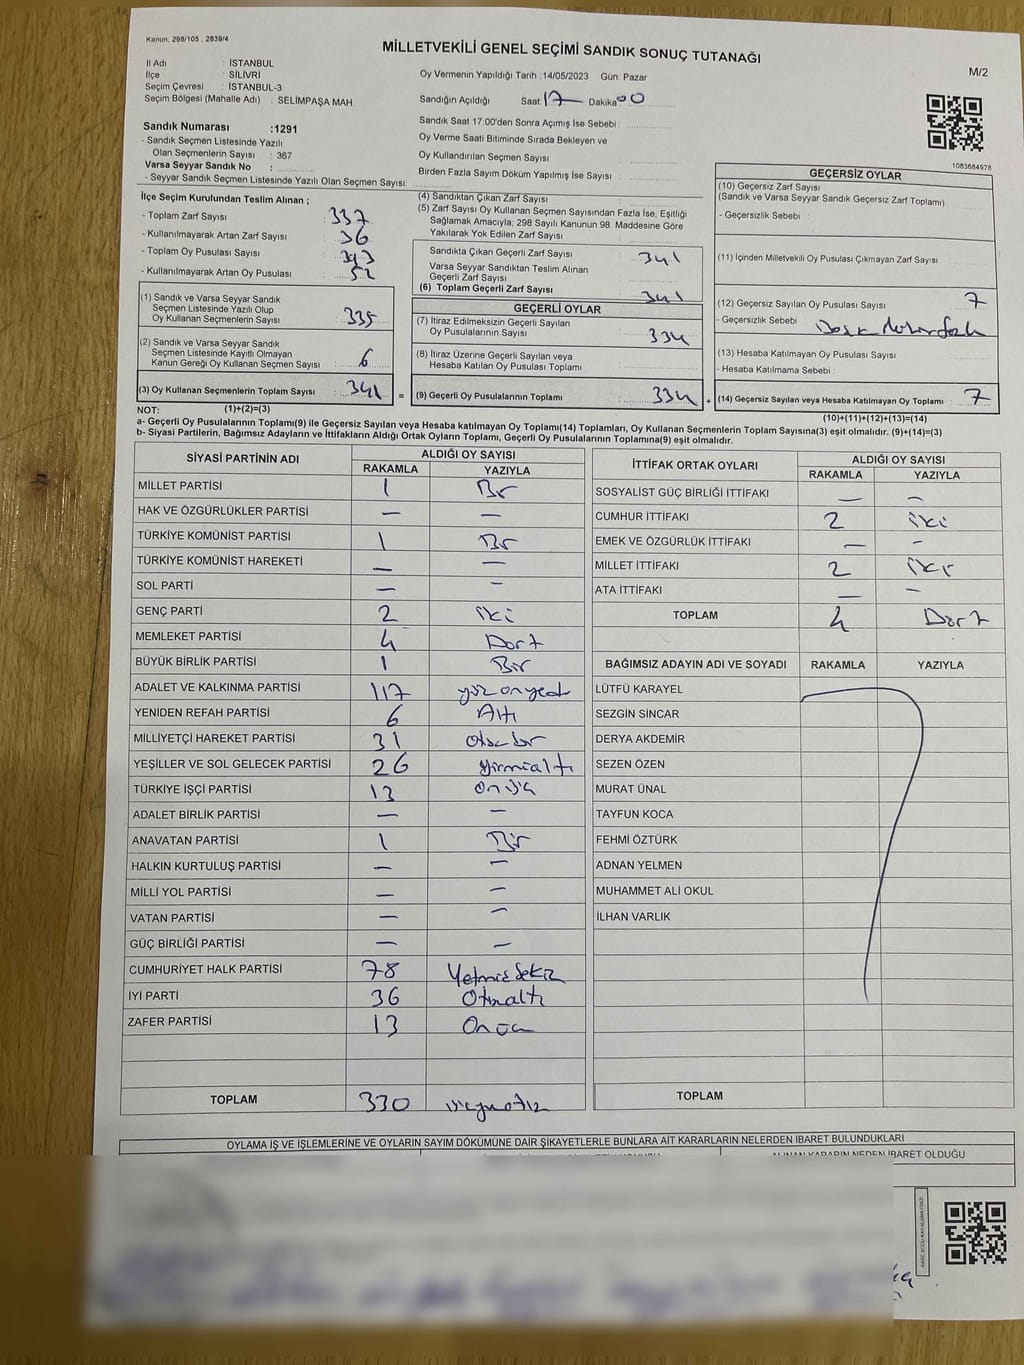 Kanun, 298/105 , 2839/4
MİLLETVEKİLİ GENEL SEÇİMİ SANDIK SONUÇ TUTANAĞI
M/2
İl Adı : İSTANBUL
İlçe : SİLİVRİ
Seçim Çevresi : İSTANBUL-3
Seçim Bölgesi (Mahalle Adı) : SELİMPAŞA MAH.
Oy Vermenin Yapıldığı Tarih : 14/05/2023 Gün: Pazar
Sandığın Açıldığı Saat: 17 Dakika 00
Sandık Saat 17:00'den Sonra Açımış İse Sebebi :
Oy Verme Saati Bitiminde Sırada Bekleyen ve
Oy Kullandırılan Seçmen Sayısı :
Birden Fazla Sayım Döküm Yapılmış İse Sayısı :
Sandık Numarası :1291
- Sandık Seçmen Listesinde Yazılı
Olan Seçmenlerin Sayısı : 367
Varsa Seyyar Sandık No :
- Seyyar Sandık Seçmen Listesinde Yazılı Olan Seçmen Sayısı:
1083684978
İlçe Seçim Kurulundan Teslim Alınan ;
- Toplam Zarf Sayısı : 337
- Kullanılmayarak Artan Zarf Sayısı : 36
- Toplam Oy Pusulası Sayısı : 393
- Kullanılmayarak Artan Oy Pusulası : 52
(1) Sandık ve Varsa Seyyar Sandık
Seçmen Listesinde Yazılı Olup
Oy Kullanan Seçmenlerin Sayısı : 335
(2) Sandık ve Varsa Seyyar Sandık
Seçmen Listesinde Kayıtlı Olmayan
Kanun Gereği Oy Kullanan Seçmen Sayısı : 6
(3) Oy Kullanan Seçmenlerin Toplam Sayısı : 341 =
(4) Sandıktan Çıkan Zarf Sayısı :
(5) Zarf Sayısı Oy Kullanan Seçmen Sayısından Fazla İse, Eşitliği
Sağlamak Amacıyla; 298 Sayılı Kanunun 98. Maddesine Göre
Yakılarak Yok Edilen Zarf Sayısı :
Sandıkta Çıkan Geçerli Zarf Sayısı : 341
Varsa Seyyar Sandıktan Teslim Alınan
Geçerli Zarf Sayısı :
(6) Toplam Geçerli Zarf Sayısı : 341
GEÇERLİ OYLAR
(7) İtiraz Edilmeksizin Geçerli Sayılan
Oy Pusulalarının Sayısı : 334
(8) İtiraz Üzerine Geçerli Sayılan veya
Hesaba Katılan Oy Pusulası Toplamı :
(9) Geçerli Oy Pusulalarının Toplamı : 334 +
GEÇERSİZ OYLAR
(10) Geçersiz Zarf Sayısı
(Sandık ve Varsa Seyyar Sandık Geçersiz Zarf Toplamı) :
- Geçersizlik Sebebi :
(11) İçinden Milletvekili Oy Pusulası Çıkmayan Zarf Sayısı :
(12) Geçersiz Sayılan Oy Pusulası Sayısı : 7
- Geçersizlik Sebebi :
(13) Hesaba Katılmayan Oy Pusulası Sayısı :
- Hesaba Katılmama Sebebi :
(14) Geçersiz Sayılan veya Hesaba Katılmayan Oy Toplamı : 7
NOT: (1)+(2)=(3)
(10)+(11)+(12)+(13)=(14)
a- Geçerli Oy Pusulalarının Toplamı(9) ile Geçersiz Sayılan veya Hesaba katılmayan Oy Toplamı(14) Toplamları, Oy Kullanan Seçmenlerin Toplam Sayısına(3) eşit olmalıdır. (9)+(14)=(3)
b- Siyasi Partilerin, Bağımsız Adayların ve İttifakların Aldığı Ortak Oyların Toplamı, Geçerli Oy Pusulalarının Toplamına(9) eşit olmalıdır.
SİYASİ PARTİNİN ADI ALDIĞI OY SAYISI
RAKAMLA YAZIYLA
MİLLET PARTİSİ 1 Bir
HAK VE ÖZGÜRLÜKLER PARTİSİ — —
TÜRKİYE KOMÜNİST PARTİSİ 1 Bir
TÜRKİYE KOMÜNİST HAREKETİ — —
SOL PARTİ — —
GENÇ PARTİ 2 iki
MEMLEKET PARTİSİ 4 Dört
BÜYÜK BİRLİK PARTİSİ 1 Bir
ADALET VE KALKINMA PARTİSİ 117 yüz onyedi
YENİDEN REFAH PARTİSİ 6 Altı
MİLLİYETÇİ HAREKET PARTİSİ 31 otuz bir
YEŞİLLER VE SOL GELECEK PARTİSİ 26 yirmialtı
TÜRKİYE İŞÇİ PARTİSİ 13 onüç
ADALET BİRLİK PARTİSİ — —
ANAVATAN PARTİSİ 1 Bir
HALKIN KURTULUŞ PARTİSİ — —
MİLLİ YOL PARTİSİ — —
VATAN PARTİSİ — —
GÜÇ BİRLİĞİ PARTİSİ — —
CUMHURİYET HALK PARTİSİ 78 Yetmiş sekiz
İYİ PARTİ 36 Otuzaltı
ZAFER PARTİSİ 13 Onüç
TOPLAM 330 üçyüzotuz
İTTİFAK ORTAK OYLARI ALDIĞI OY SAYISI
RAKAMLA YAZIYLA
SOSYALİST GÜÇ BİRLİĞİ İTTİFAKI — —
CUMHUR İTTİFAKI 2 iki
EMEK VE ÖZGÜRLÜK İTTİFAKI — —
MİLLET İTTİFAKI 2 iki
ATA İTTİFAKI — —
TOPLAM 4 Dört
BAĞIMSIZ ADAYIN ADI VE SOYADI RAKAMLA YAZIYLA
LÜTFÜ KARAYEL
SEZGİN SİNCAR
DERYA AKDEMİR
SEZEN ÖZEN
MURAT ÜNAL
TAYFUN KOCA
FEHMİ ÖZTÜRK
ADNAN YELMEN
MUHAMMET ALİ OKUL
İLHAN VARLIK
TOPLAM
OYLAMA İŞ VE İŞLEMLERİNE VE OYLARIN SAYIM DÖKÜMÜNE DAİR ŞİKAYETLERLE BUNLARA AİT KARARLARIN NELERDEN İBARET BULUNDUKLARI
ALINAN KARARIN NEDEN İBARET OLDUĞU